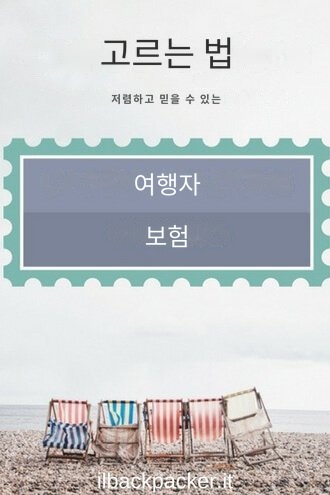 고르는 법
저렴하고 믿을 수 있는
여행자
보험
ilbackpacker.it